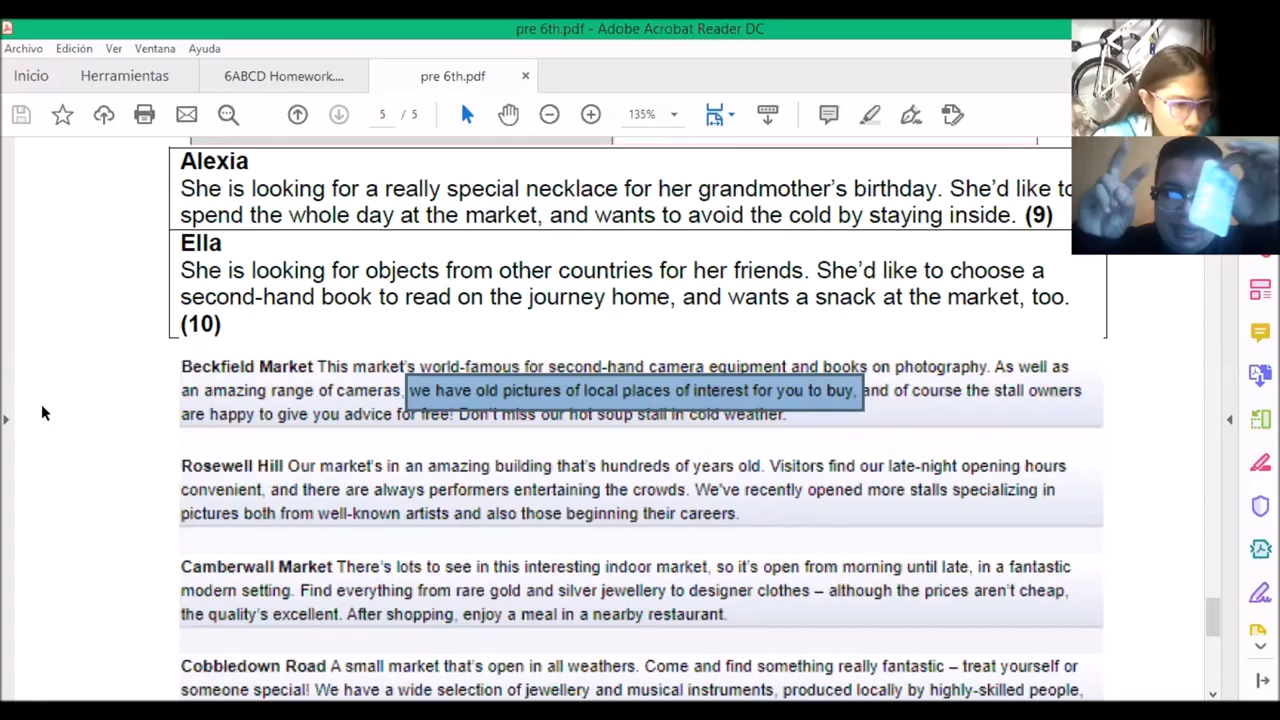 pre 6th.pdf - Adobe Acrobat Reader DC
Archivo Edición Ver Ventana Ayuda
Inicio Herramientas 6ABCD Homework.... pre 6th.pdf ×
5 / 5 135%
Alexia
She is looking for a really special necklace for her grandmother's birthday. She'd like to
spend the whole day at the market, and wants to avoid the cold by staying inside. (9)
Ella
She is looking for objects from other countries for her friends. She'd like to choose a
second-hand book to read on the journey home, and wants a snack at the market, too.
(10)
Beckfield Market This market's world-famous for second-hand camera equipment and books on photography. As well as
an amazing range of cameras, we have old pictures of local places of interest for you to buy, and of course the stall owners
are happy to give you advice for free! Don't miss our hot soup stall in cold weather.
Rosewell Hill Our market's in an amazing building that's hundreds of years old. Visitors find our late-night opening hours
convenient, and there are always performers entertaining the crowds. We've recently opened more stalls specializing in
pictures both from well-known artists and also those beginning their careers.
Camberwall Market There's lots to see in this interesting indoor market, so it's open from morning until late, in a fantastic
modern setting. Find everything from rare gold and silver jewellery to designer clothes – although the prices aren't cheap,
the quality's excellent. After shopping, enjoy a meal in a nearby restaurant.
Cobbledown Road A small market that's open in all weathers. Come and find something really fantastic – treat yourself or
someone special! We have a wide selection of jewellery and musical instruments, produced locally by highly-skilled people,